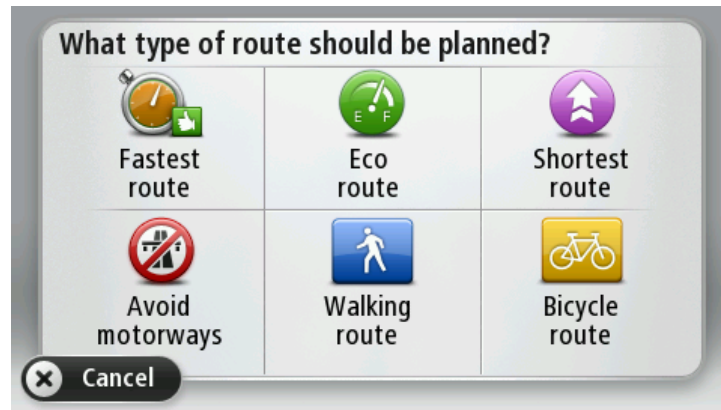 What type of route should be planned?
Fastest
route
Eco
route
Shortest
route
Avoid
motorways
Walking
route
Bicycle
route
Cancel
E F